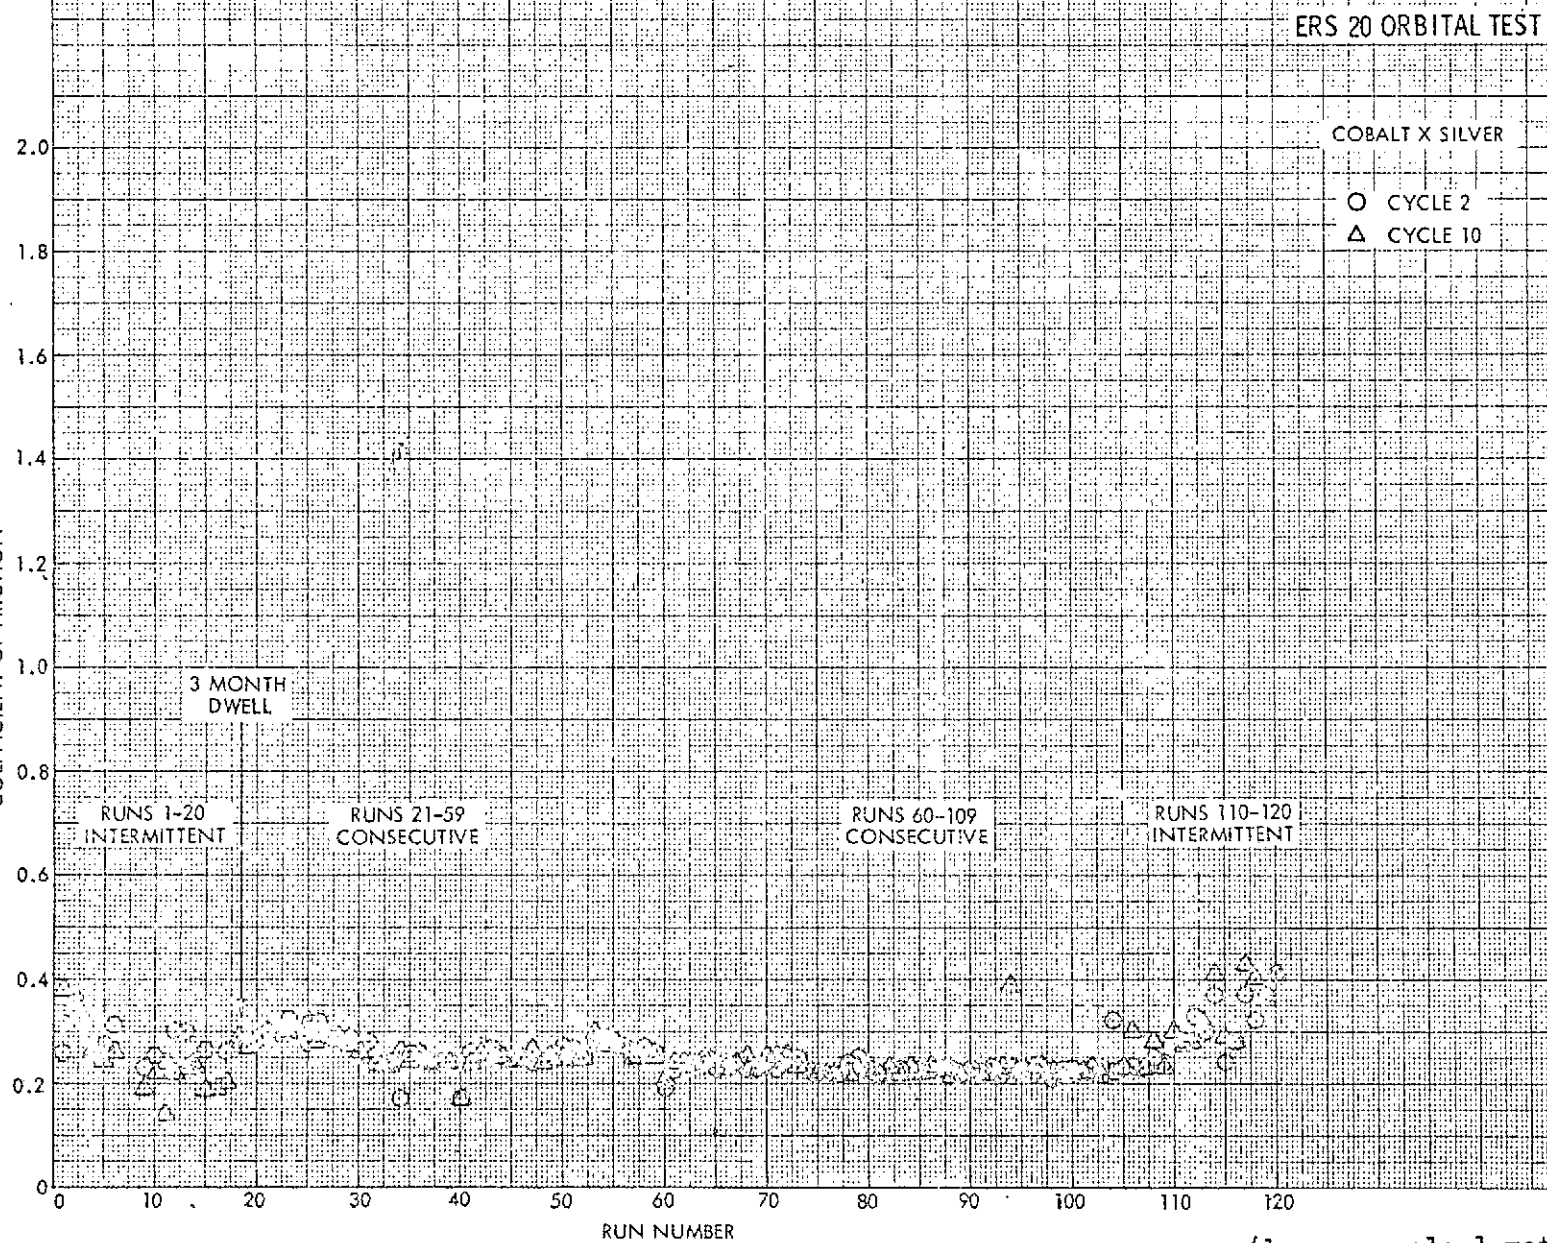 ERS 20 ORBITAL TEST
COBALT X SILVER
O CYCLE 2
Δ CYCLE 10
2.0
1.8
1.6
1.4
1.2
1.0
0.8
0.6
0.4
0.2
0
3 MONTH
DWELL
RUNS 1-20
INTERMITTENT
RUNS 21-59
CONSECUTIVE
RUNS 60-109
CONSECUTIVE
RUNS 110-120
INTERMITTENT
0 10 20 30 40 50 60 70 80 90 100 110 120
RUN NUMBER